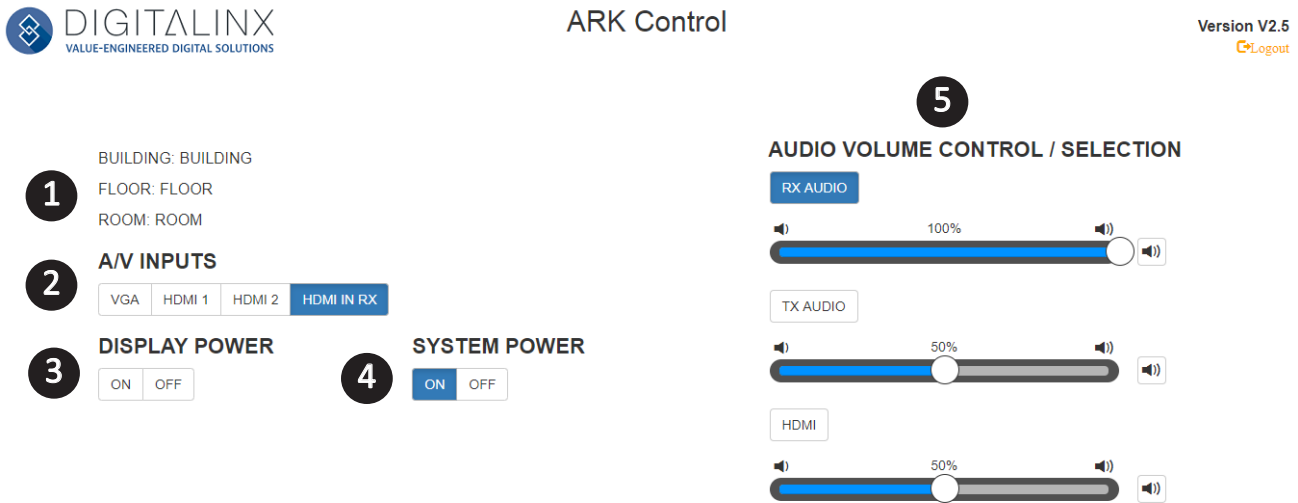 DIGITALINX
VALUE-ENGINEERED DIGITAL SOLUTIONS
ARK Control
Version V2.5
Logout
1
BUILDING: BUILDING
FLOOR: FLOOR
ROOM: ROOM
2
A/V INPUTS
VGA HDMI 1 HDMI 2 HDMI IN RX
3
DISPLAY POWER
ON OFF
4
SYSTEM POWER
ON OFF
5
AUDIO VOLUME CONTROL / SELECTION
RX AUDIO
100%
TX AUDIO
50%
HDMI
50%